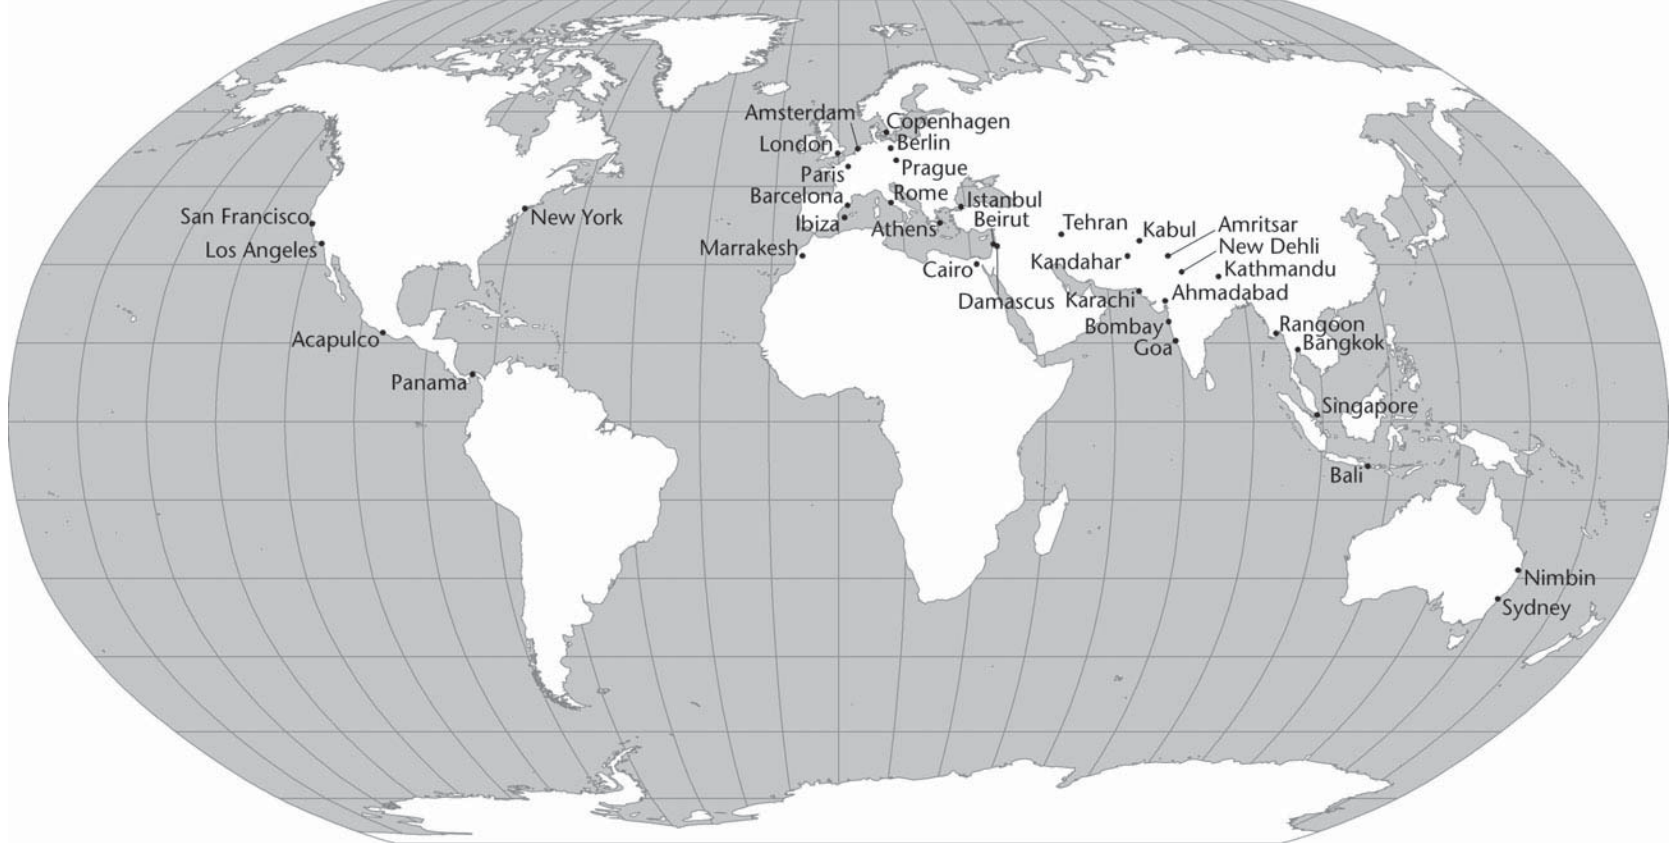 Amsterdam
Copenhagen
London
Berlin
Paris
Prague
Barcelona
Rome
Istanbul
San Francisco
New York
Ibiza
Athens
Beirut
Tehran
Kabul
Amritsar
Los Angeles
Marrakesh
New Dehli
Cairo
Kandahar
Kathmandu
Damascus
Karachi
Ahmadabad
Acapulco
Bombay
Rangoon
Goa
Bangkok
Panama
Singapore
Bali
Nimbin
Sydney